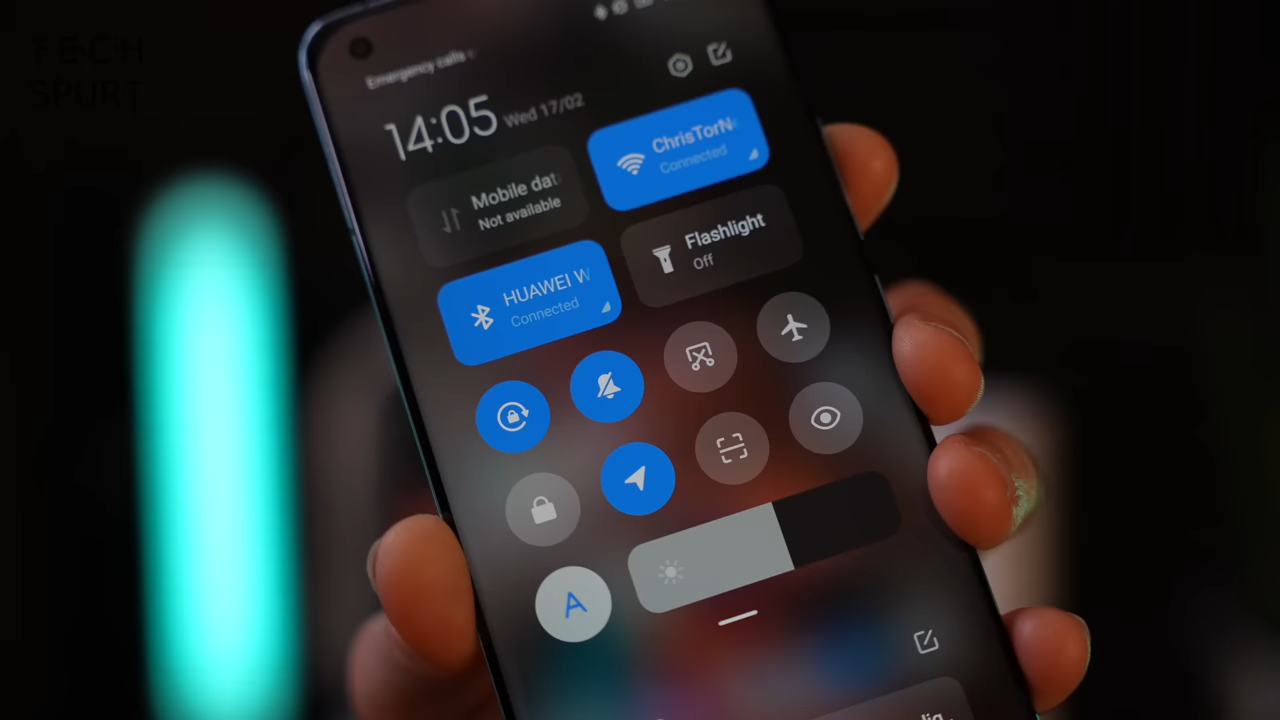 TECH
SPURT
Emergency calls
14:05 Wed 17/02
Mobile dat
Not available
ChrisTorN
Connected
HUAWEI W
Connected
Flashlight
Off
A